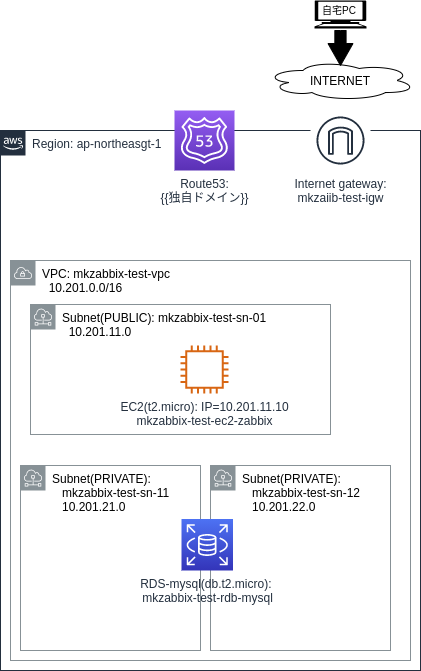 自宅PC
INTERNET
aws
Region: ap-northeasgt-1
53
Route53:
{{独自ドメイン}}
Internet gateway:
mkzaiib-test-igw
VPC: mkzabbix-test-vpc
10.201.0.0/16
Subnet(PUBLIC): mkzabbix-test-sn-01
10.201.11.0
EC2(t2.micro): IP=10.201.11.10
mkzabbix-test-ec2-zabbix
Subnet(PRIVATE):
mkzabbix-test-sn-11
10.201.21.0
Subnet(PRIVATE):
mkzabbix-test-sn-12
10.201.22.0
RDS-mysql(db.t2.micro):
mkzabbix-test-rdb-mysql